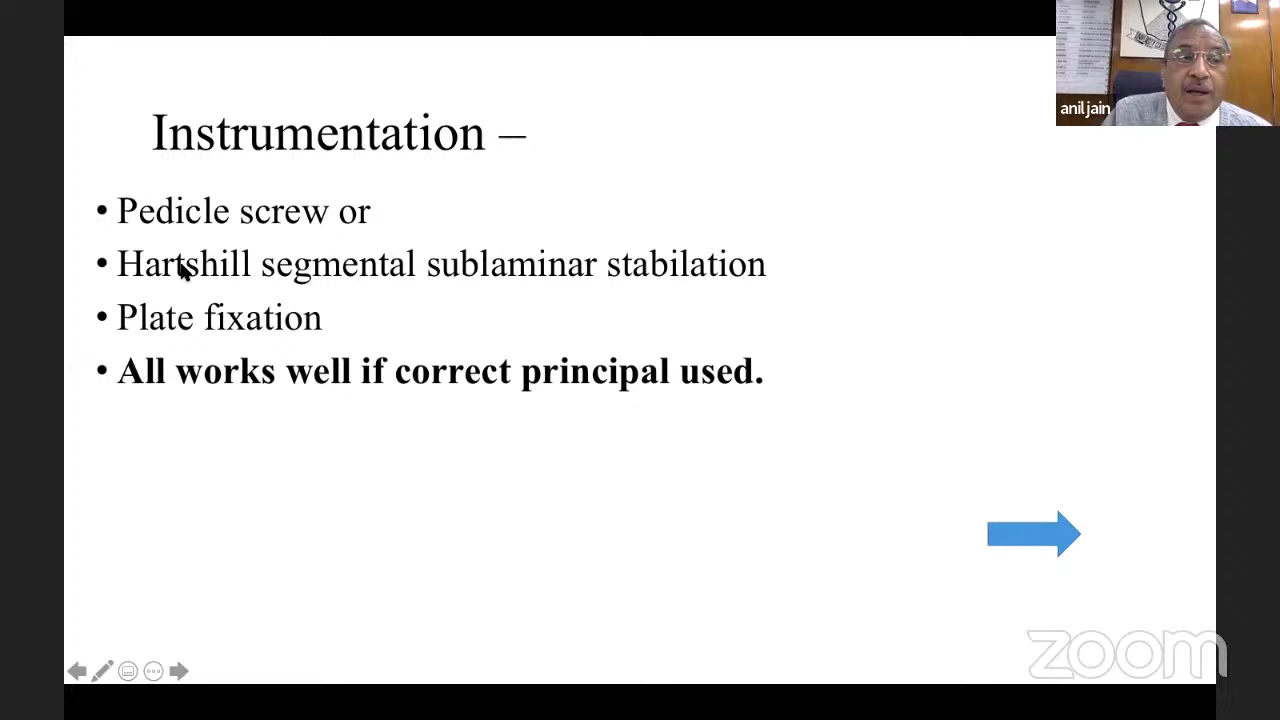 anil jain
Instrumentation –
• Pedicle screw or
• Hartshill segmental sublaminar stabilation
• Plate fixation
• All works well if correct principal used.
zoom